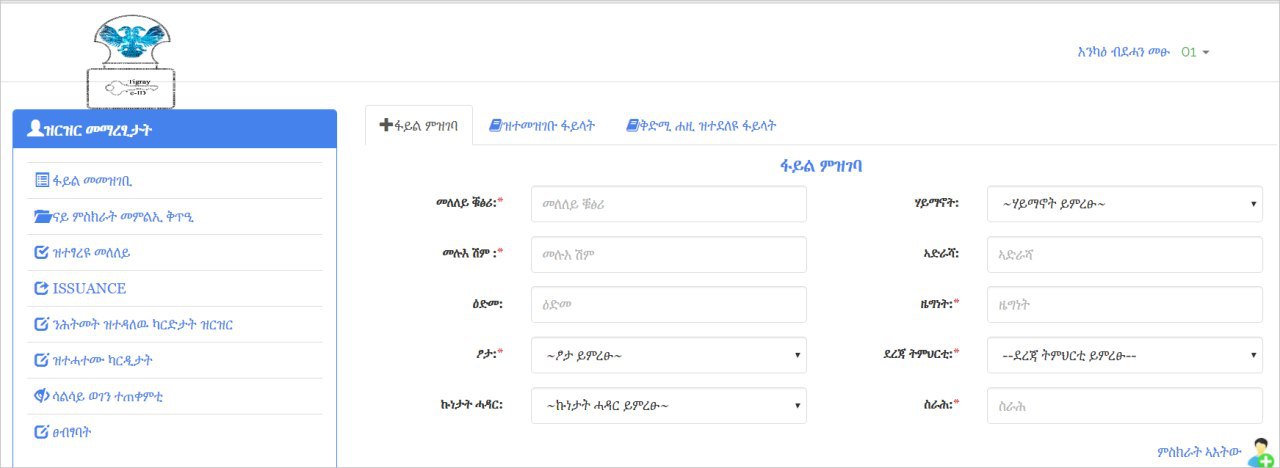 እንካዕ ብደሓን መፁ 01
Tigray
e-ID
ዝርዝር መማረፂታት
ፋይል መመዝገቢ
ናይ ምስክራት መምልኢ ቅጥዒ
ዝተፃረዩ መለለይ
ISSUANCE
ንሕትመት ዝተዳለዉ ካርድታት ዝርዝር
ዝተሓተሙ ካርዲታት
ሳልሳይ ወገን ተጠቀምቲ
ፀብፃባት
ፋይል ምዝገባ ዝተመዝገቡ ፋይላት ቅድሚ ሐዚ ዝተደለዩ ፋይላት
ፋይል ምዝገባ
መለለይ ቑፅሪ:* መለለይ ቑፅሪ ሃይማኖት: ~ሃይማኖት ይምረፁ~
መሉእ ሽም :* መሉእ ሽም ኣድራሻ: ኣድራሻ
ዕድመ: ዕድመ ዜግነት:* ዜግነት
ፆታ:* ~ፆታ ይምረፁ~ ደረጃ ትምህርቲ:* --ደረጃ ትምህርቲ ይምረፁ--
ኩነታት ሓዳር: ~ኩነታት ሓዳር ይምረፁ~ ስራሕ:* ስራሕ
ምስክራት ኣእትው